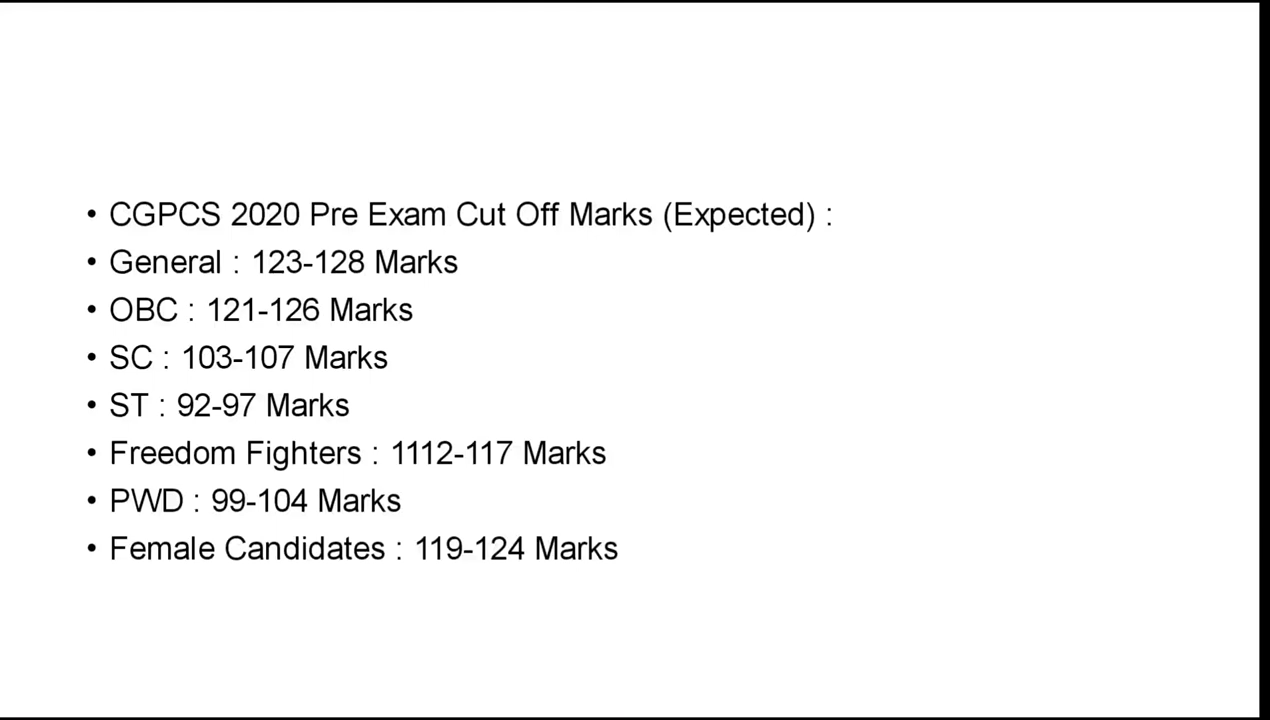 • CGPCS 2020 Pre Exam Cut Off Marks (Expected) :
• General : 123-128 Marks
• OBC : 121-126 Marks
• SC : 103-107 Marks
• ST : 92-97 Marks
• Freedom Fighters : 1112-117 Marks
• PWD : 99-104 Marks
• Female Candidates : 119-124 Marks